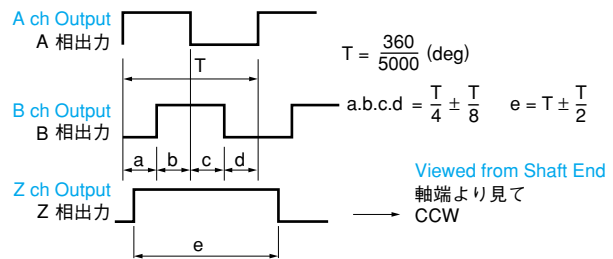 A ch Output
A 相出力
T
T = 360/5000 (deg)
B ch Output
B 相出力
a.b.c.d = T/4 ± T/8 e = T ± T/2
a b c d
Z ch Output
Z 相出力
e
Viewed from Shaft End
軸端より見て
CCW